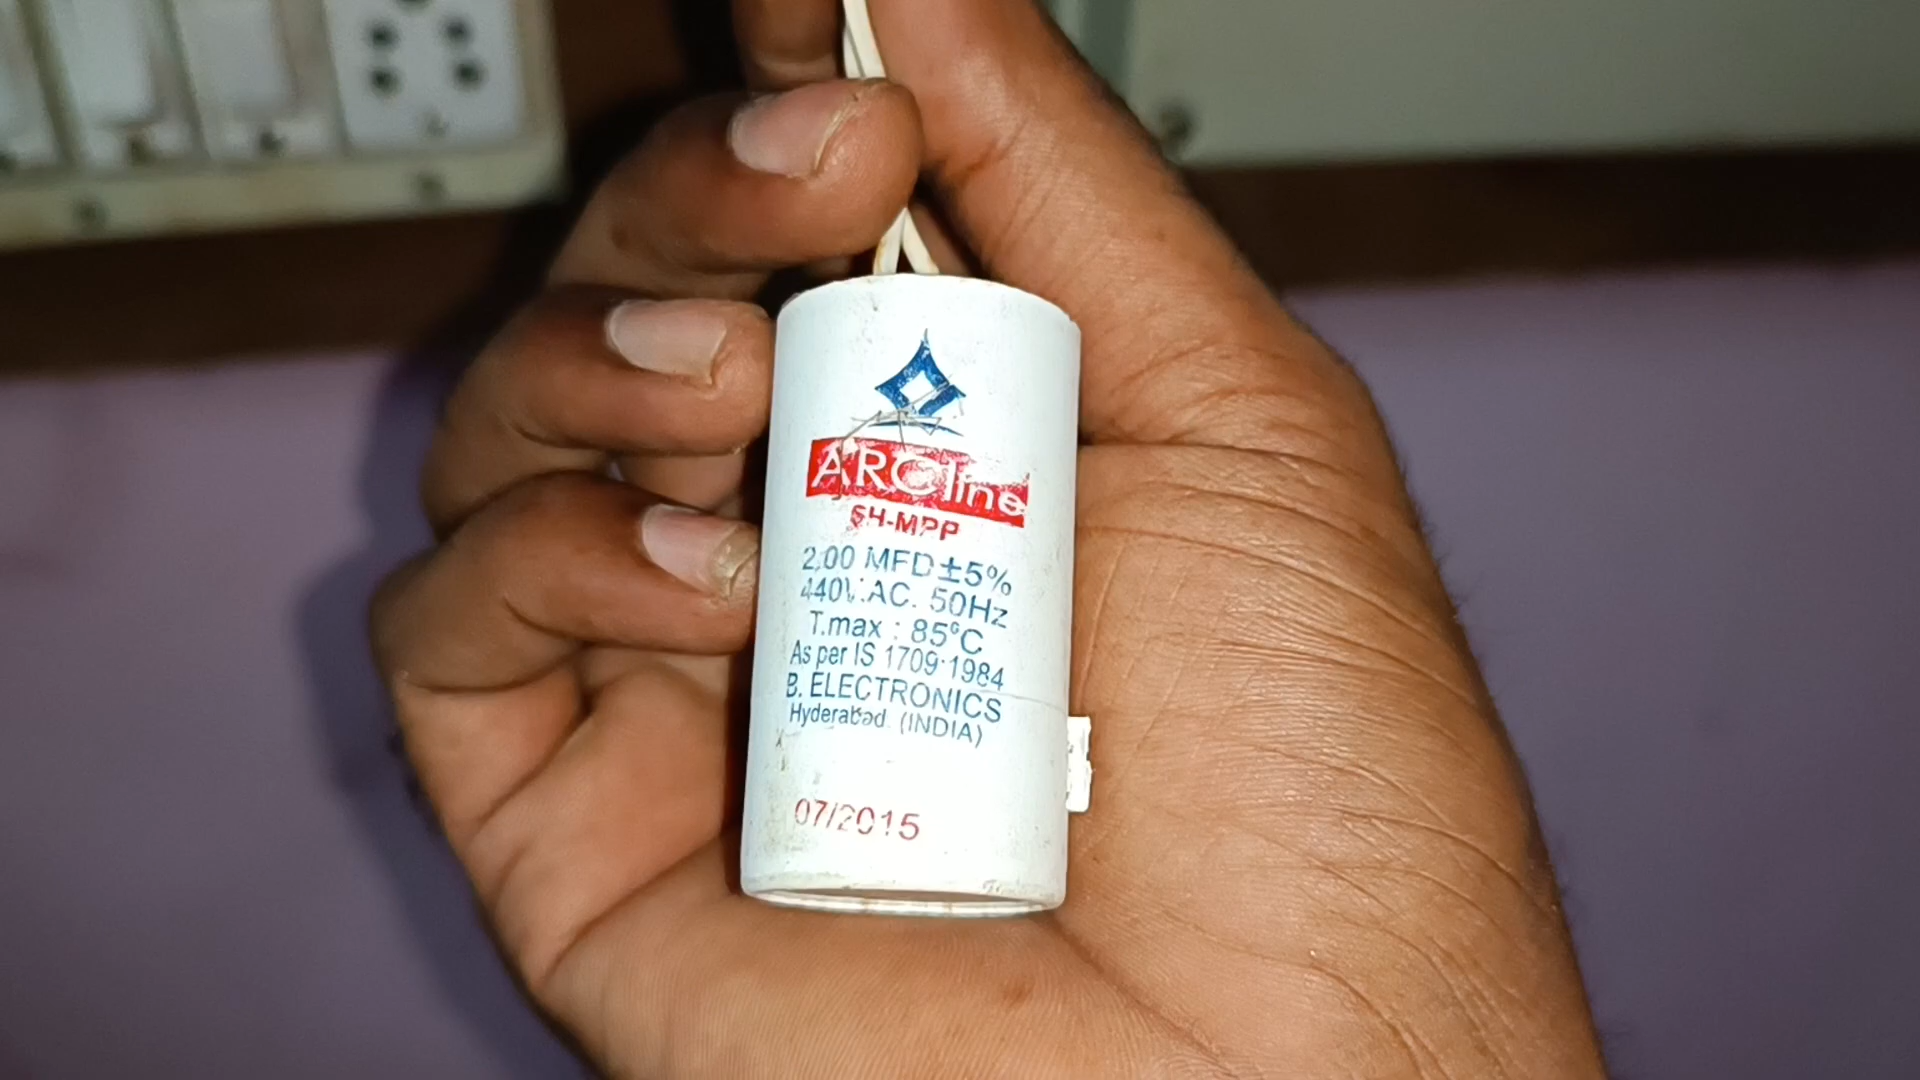 ARCline
SH-MPP
2.00 MFD±5%
440V.AC. 50Hz
T.max : 85°C
As per IS 1709:1984
B. ELECTRONICS
Hyderabad. (INDIA)
07/2015